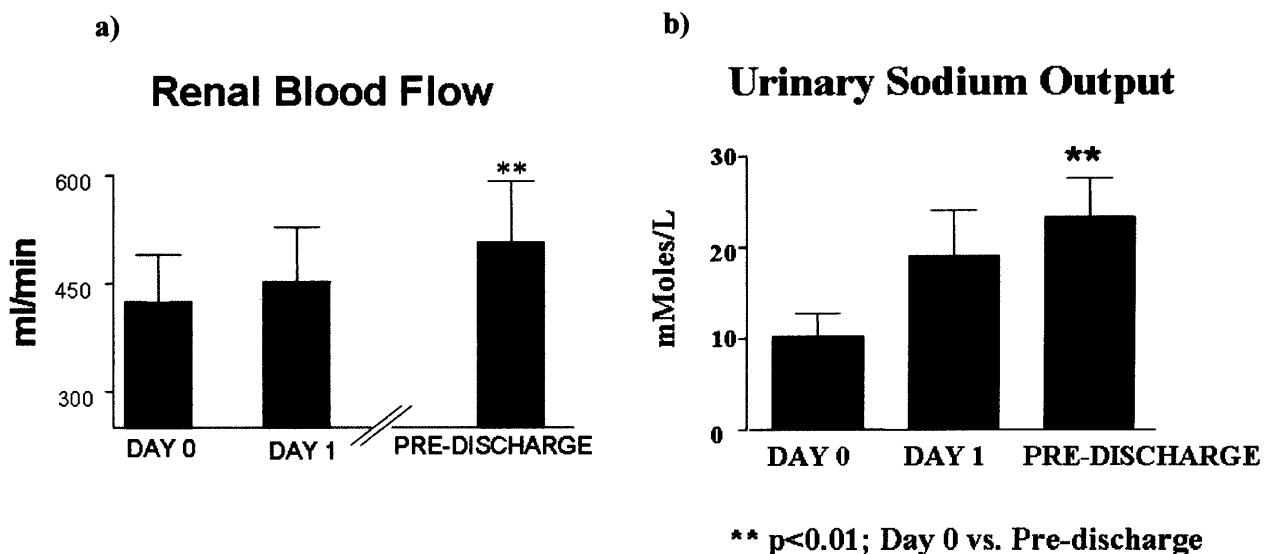 a)
Renal Blood Flow
**
600
450
300
ml/min
DAY 0
DAY 1
PRE-DISCHARGE
b)
Urinary Sodium Output
**
30
20
10
0
mMoles/L
DAY 0
DAY 1
PRE-DISCHARGE
** p<0.01; Day 0 vs. Pre-discharge